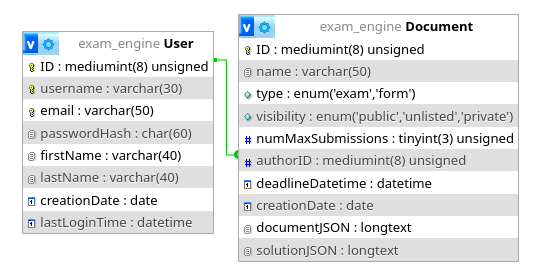 exam_engine User
ID : mediumint(8) unsigned
username : varchar(30)
email : varchar(50)
passwordHash : char(60)
firstName : varchar(40)
lastName : varchar(40)
creationDate : date
lastLoginTime : datetime
exam_engine Document
ID : mediumint(8) unsigned
name : varchar(50)
type : enum('exam','form')
visibility : enum('public','unlisted','private')
numMaxSubmissions : tinyint(3) unsigned
authorID : mediumint(8) unsigned
deadlineDatetime : datetime
creationDate : date
documentJSON : longtext
solutionJSON : longtext